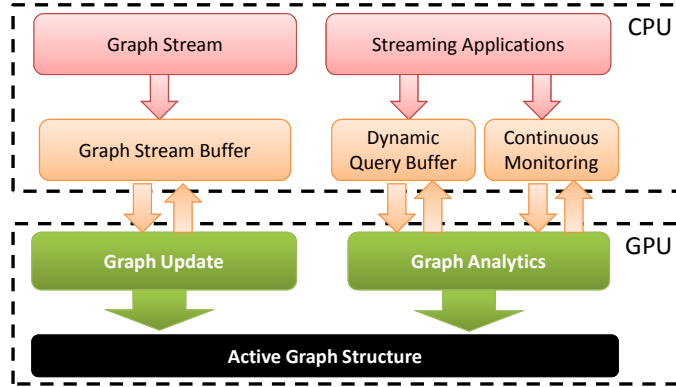 CPU
Graph Stream
Streaming Applications
Graph Stream Buffer
Dynamic
Query Buffer
Continuous
Monitoring
GPU
Graph Update
Graph Analytics
Active Graph Structure